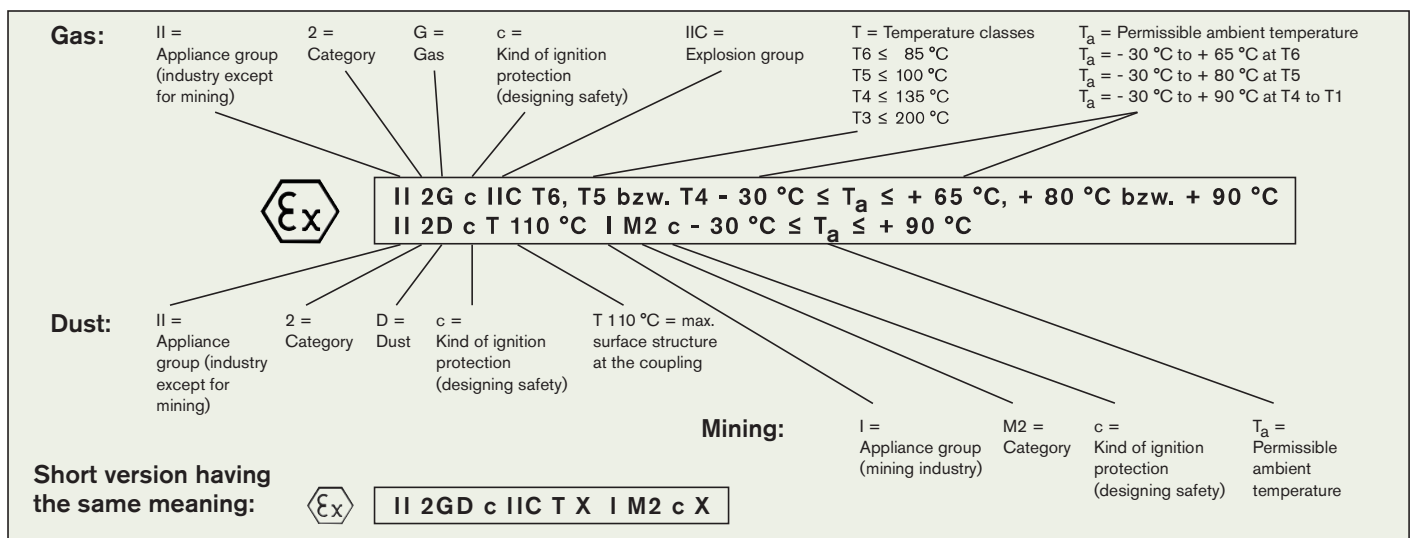 Gas:
II =
Appliance group
(industry except
for mining)
2 =
Category
G =
Gas
c =
Kind of ignition
protection
(designing safety)
IIC =
Explosion group
T = Temperature classes
T6 ≤ 85 °C
T5 ≤ 100 °C
T4 ≤ 135 °C
T3 ≤ 200 °C
Ta = Permissible ambient temperature
Ta = - 30 °C to + 65 °C at T6
Ta = - 30 °C to + 80 °C at T5
Ta = - 30 °C to + 90 °C at T4 to T1
Ex
II 2G c IIC T6, T5 bzw. T4 - 30 °C ≤ Ta ≤ + 65 °C, + 80 °C bzw. + 90 °C
II 2D c T 110 °C I M2 c - 30 °C ≤ Ta ≤ + 90 °C
Dust:
II =
Appliance
group (industry
except for
mining)
2 =
Category
D =
Dust
c =
Kind of ignition
protection
(designing safety)
T 110 °C = max.
surface structure
at the coupling
Mining:
I =
Appliance group
(mining industry)
M2 =
Category
c =
Kind of ignition
protection
(designing safety)
Ta =
Permissible
ambient
temperature
Short version having
the same meaning:
Ex
II 2GD c IIC T X I M2 c X